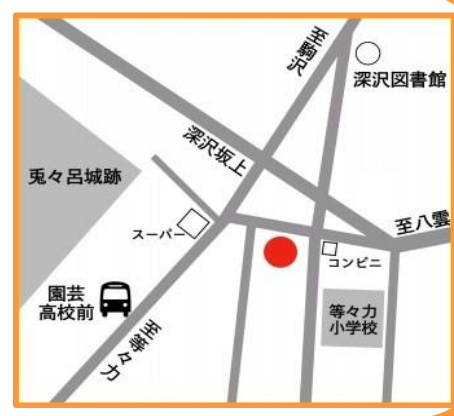 至駒沢
深沢図書館
深沢坂上
兎々呂城跡
至八雲
スーパー
コンビニ
園芸
高校前
至等々力
等々力
小学校